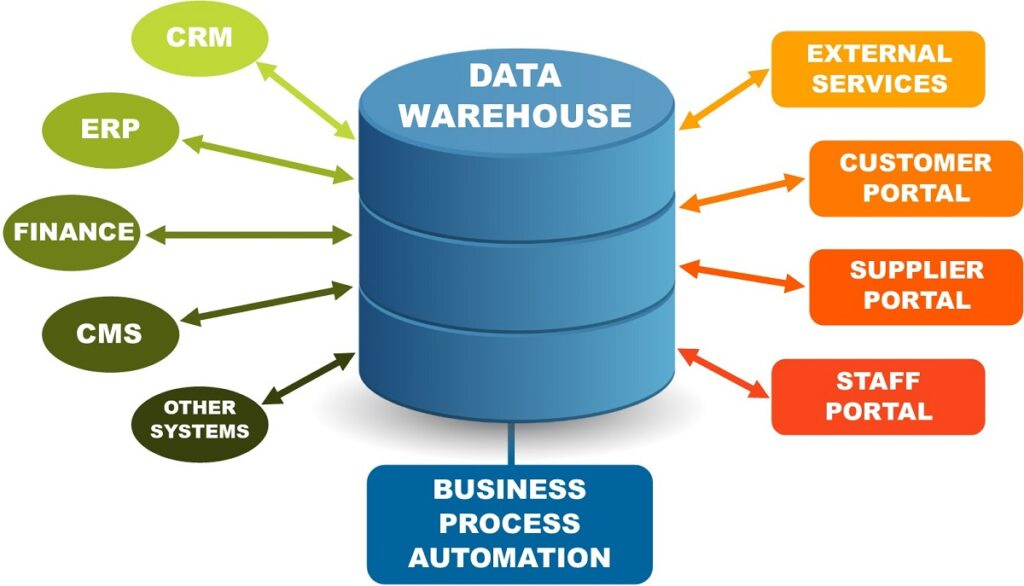 CRM
ERP
FINANCE
CMS
OTHER
SYSTEMS
DATA
WAREHOUSE
EXTERNAL
SERVICES
CUSTOMER
PORTAL
SUPPLIER
PORTAL
STAFF
PORTAL
BUSINESS
PROCESS
AUTOMATION